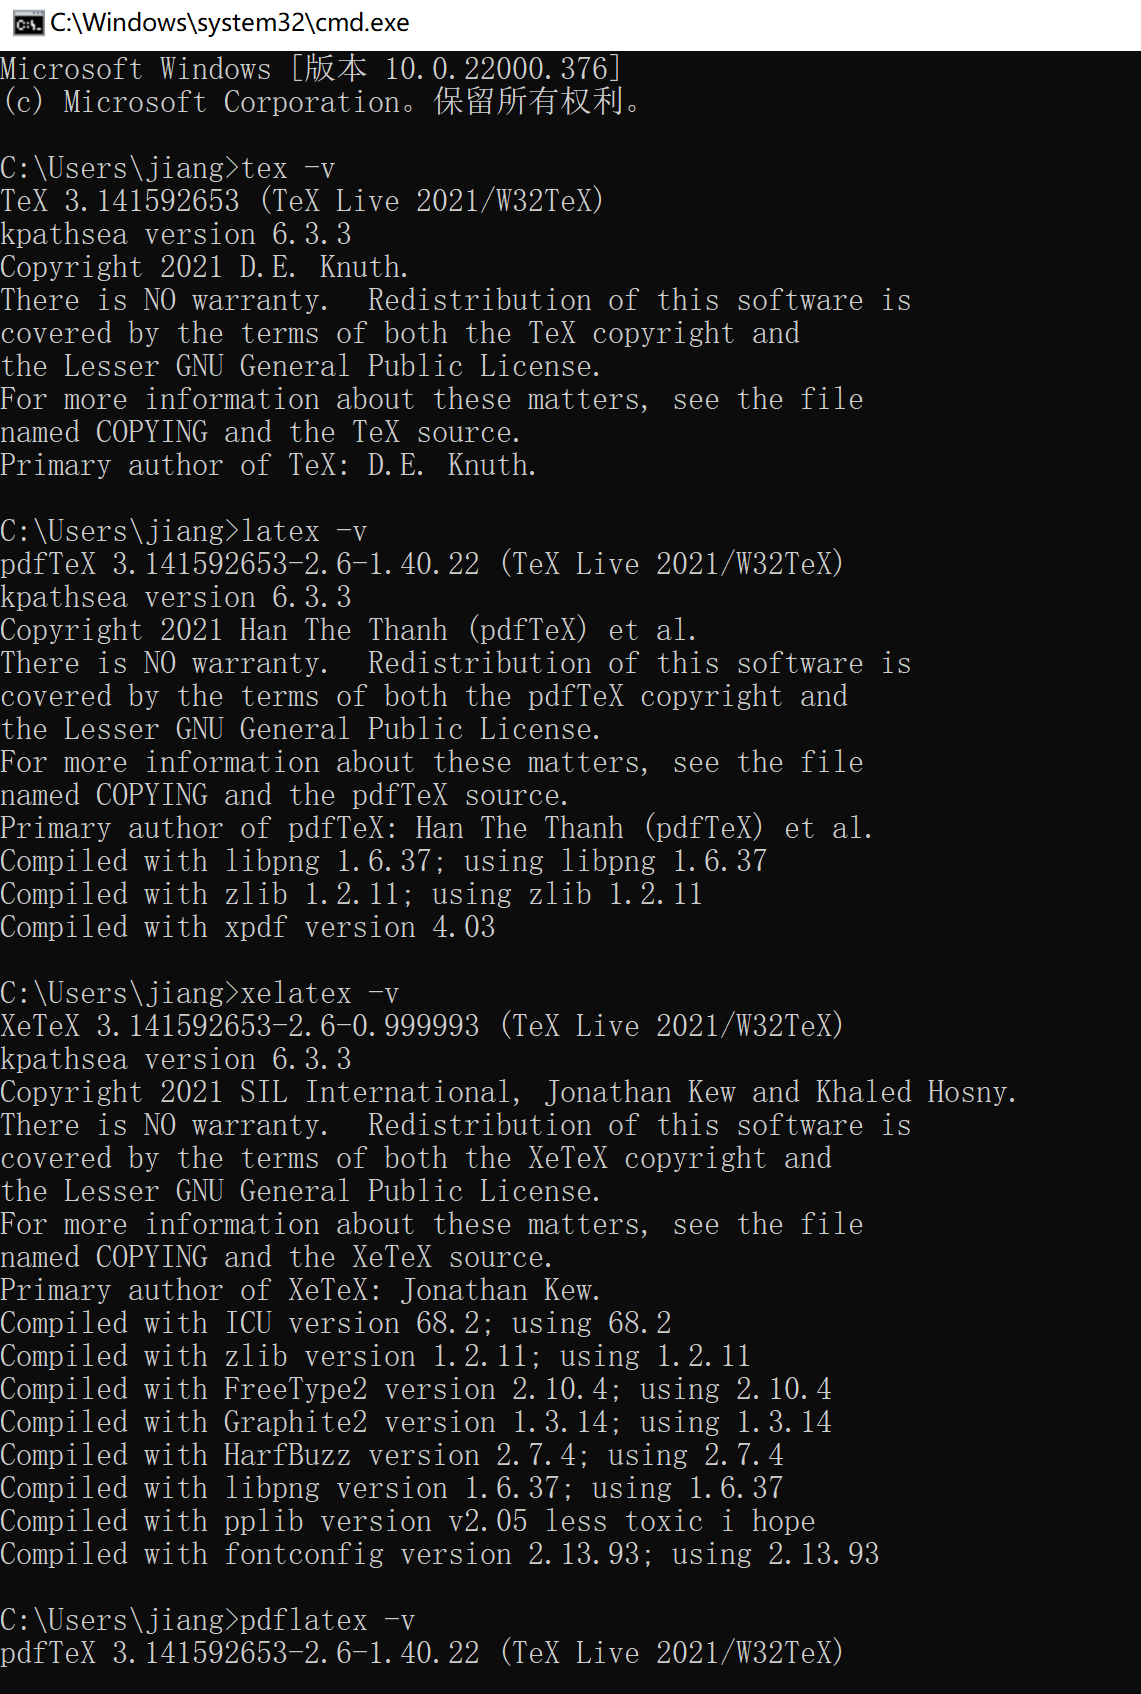 C:\Windows\system32\cmd.exe
Microsoft Windows [版本 10.0.22000.376]
(c) Microsoft Corporation。保留所有权利。
C:\Users\jiang>tex -v
TeX 3.141592653 (TeX Live 2021/W32TeX)
kpathsea version 6.3.3
Copyright 2021 D.E. Knuth.
There is NO warranty.  Redistribution of this software is
covered by the terms of both the TeX copyright and
the Lesser GNU General Public License.
For more information about these matters, see the file
named COPYING and the TeX source.
Primary author of TeX: D.E. Knuth.
C:\Users\jiang>latex -v
pdfTeX 3.141592653-2.6-1.40.22 (TeX Live 2021/W32TeX)
kpathsea version 6.3.3
Copyright 2021 Han The Thanh (pdfTeX) et al.
There is NO warranty.  Redistribution of this software is
covered by the terms of both the pdfTeX copyright and
the Lesser GNU General Public License.
For more information about these matters, see the file
named COPYING and the pdfTeX source.
Primary author of pdfTeX: Han The Thanh (pdfTeX) et al.
Compiled with libpng 1.6.37; using libpng 1.6.37
Compiled with zlib 1.2.11; using zlib 1.2.11
Compiled with xpdf version 4.03
C:\Users\jiang>xelatex -v
XeTeX 3.141592653-2.6-0.999993 (TeX Live 2021/W32TeX)
kpathsea version 6.3.3
Copyright 2021 SIL International, Jonathan Kew and Khaled Hosny.
There is NO warranty.  Redistribution of this software is
covered by the terms of both the XeTeX copyright and
the Lesser GNU General Public License.
For more information about these matters, see the file
named COPYING and the XeTeX source.
Primary author of XeTeX: Jonathan Kew.
Compiled with ICU version 68.2; using 68.2
Compiled with zlib version 1.2.11; using 1.2.11
Compiled with FreeType2 version 2.10.4; using 2.10.4
Compiled with Graphite2 version 1.3.14; using 1.3.14
Compiled with HarfBuzz version 2.7.4; using 2.7.4
Compiled with libpng version 1.6.37; using 1.6.37
Compiled with pplib version v2.05 less toxic i hope
Compiled with fontconfig version 2.13.93; using 2.13.93
C:\Users\jiang>pdflatex -v
pdfTeX 3.141592653-2.6-1.40.22 (TeX Live 2021/W32TeX)